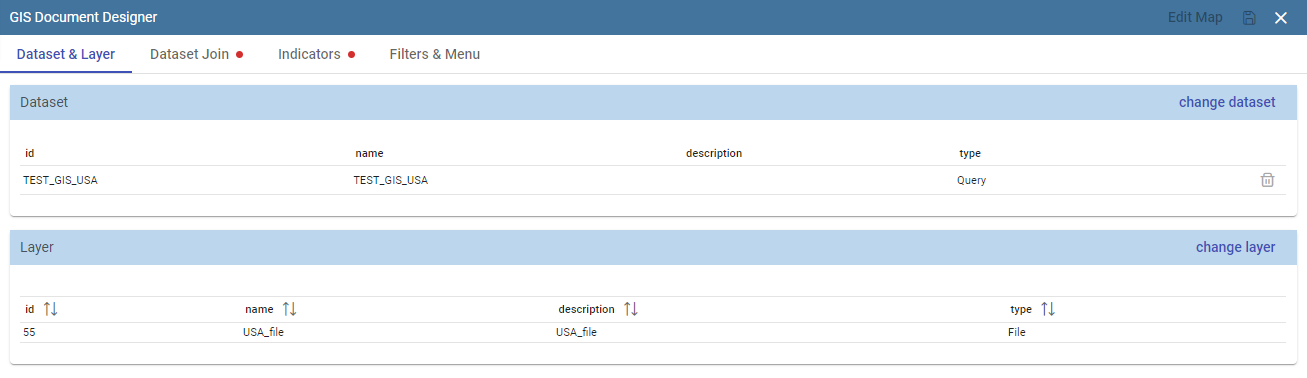 GIS Document Designer Edit Map
Dataset & Layer Dataset Join Indicators Filters & Menu
Dataset change dataset
id name description type
TEST_GIS_USA TEST_GIS_USA Query
Layer change layer
id name description type
55 USA_file USA_file File